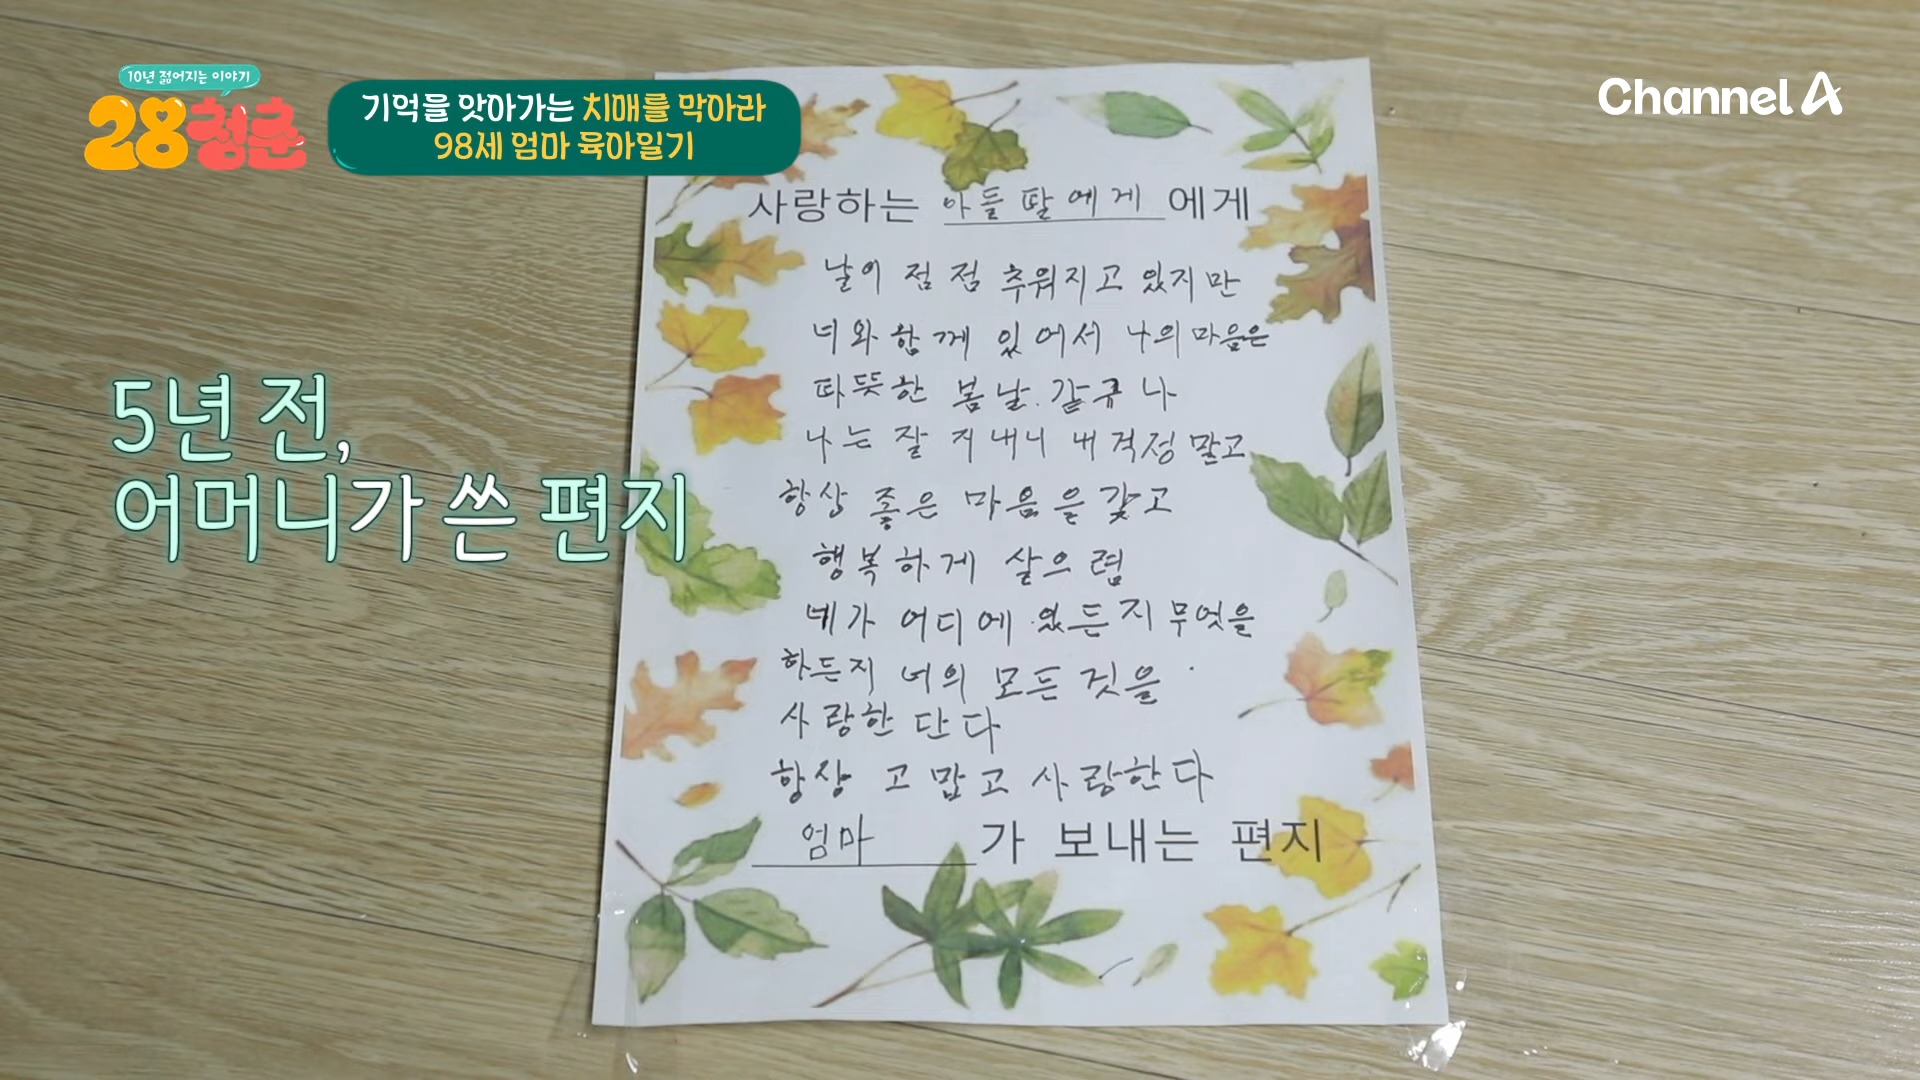 10년 젊어지는 이야기
28청춘
기억을 앗아가는 치매를 막아라
98세 엄마 육아일기
Channel A
5년 전,
어머니가 쓴 편지
사랑하는 아들 딸에게 에게
날이 점점 추워지고 있지만
너와 함께 있어서 나의 마음은
따뜻한 봄날. 같구나
나는 잘 지내니 내 걱정 말고
항상 좋은 마음을 갖고
행복하게 살으렴
네가 어디에 있든지 무엇을
하든지 너의 모든 것을
사랑한단다
항상 고맙고 사랑한다
엄마 가 보내는 편지